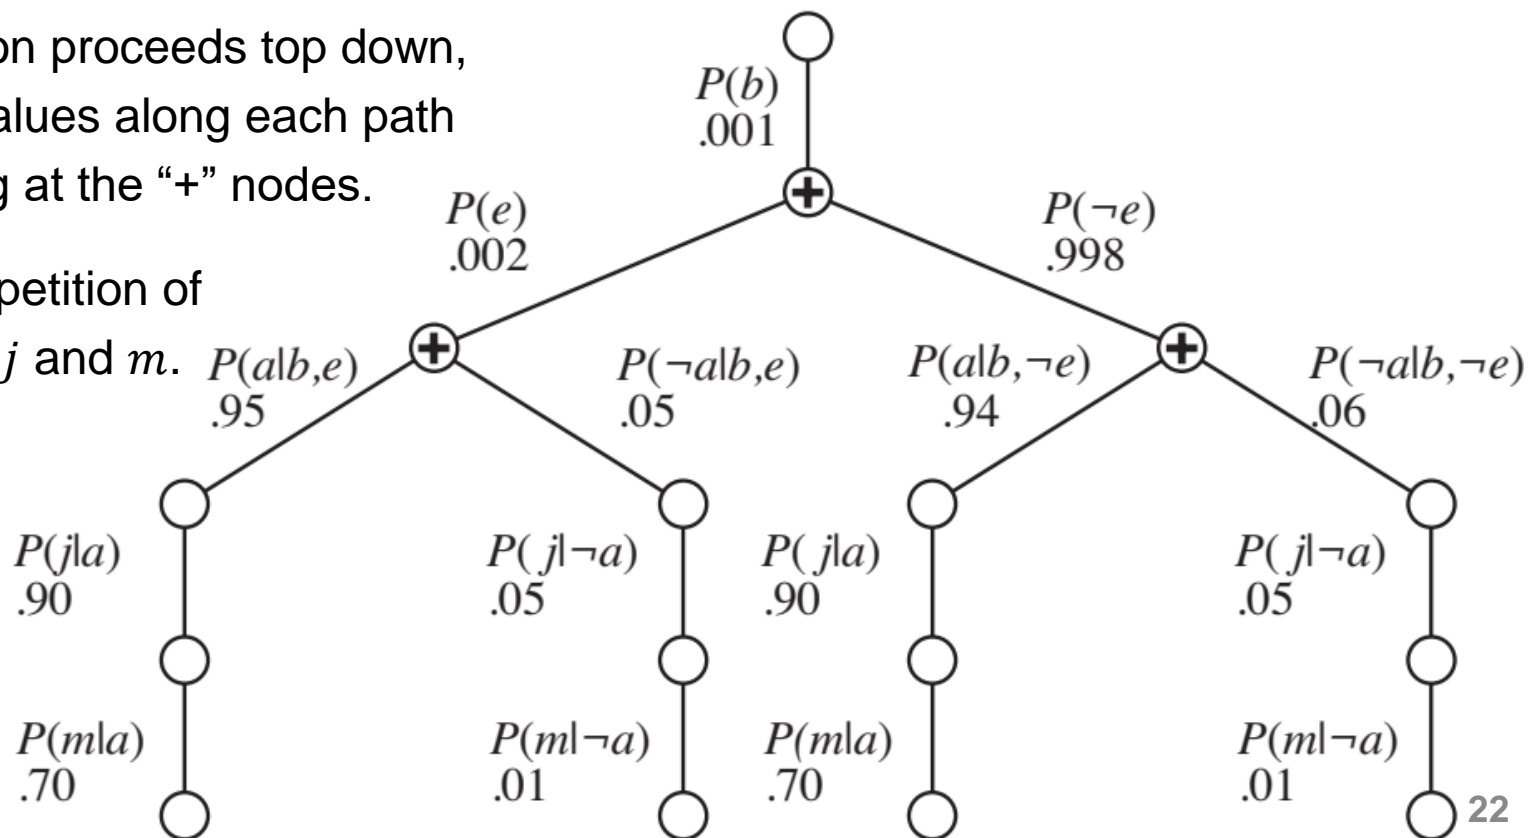 on proceeds top down,
alues along each path
g at the “+” nodes.
petition of
j and m.
P(b)
.001
+
P(e)
.002
P(¬e)
.998
+
+
P(a|b,e)
.95
P(¬a|b,e)
.05
P(a|b,¬e)
.94
P(¬a|b,¬e)
.06
P(j|a)
.90
P(j|¬a)
.05
P(j|a)
.90
P(j|¬a)
.05
P(m|a)
.70
P(m|¬a)
.01
P(m|a)
.70
P(m|¬a)
.01
22